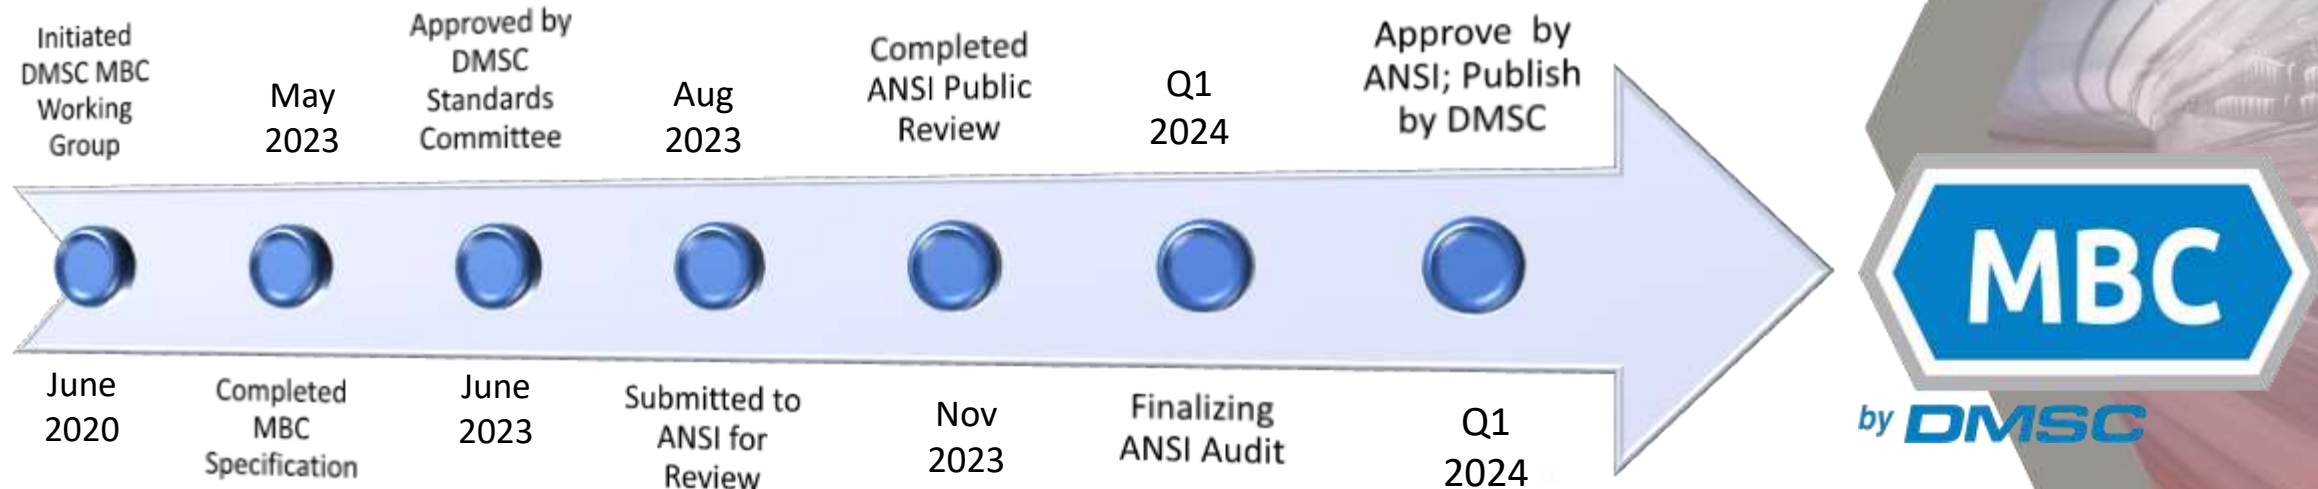 Initiated
DMSC MBC
Working
Group
June
2020
May
2023
Completed
MBC
Specification
Approved by
DMSC
Standards
Committee
June
2023
Aug
2023
Submitted to
ANSI for
Review
Completed
ANSI Public
Review
Nov
2023
Q1
2024
Finalizing
ANSI Audit
Approve by
ANSI; Publish
by DMSC
Q1
2024
MBC
by DMSC